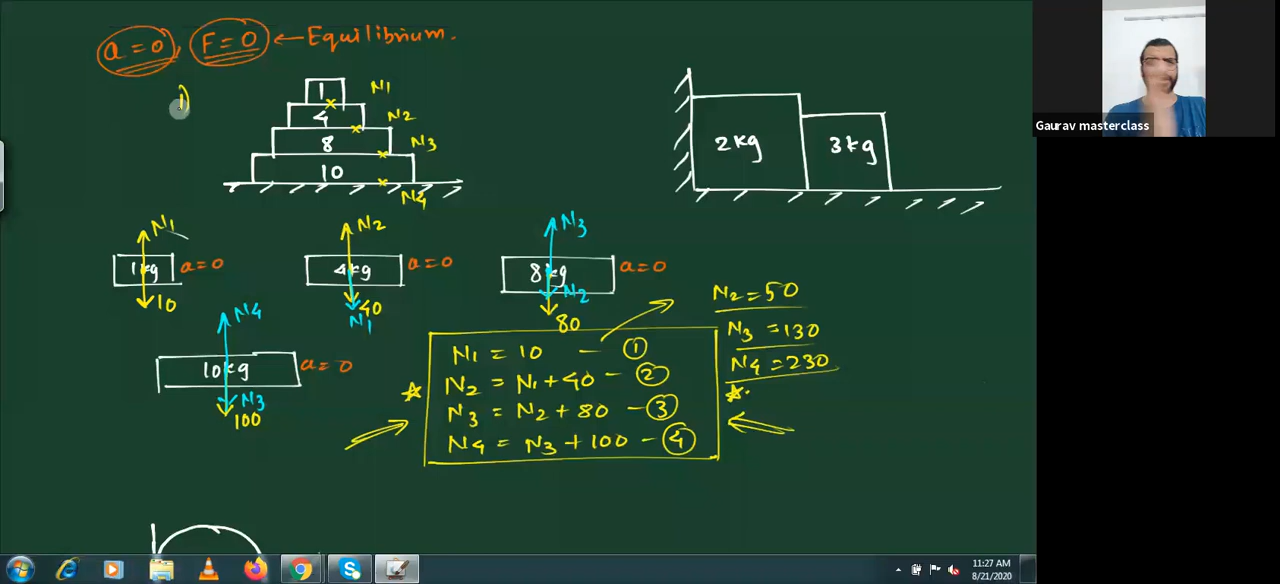 a = 0, F = 0 ← Equilibrium.
1)
1 N1
4 N2
8 N3
10
N4
2kg 3kg
N1
1kg a=0
10
N2
4kg a=0
40
N1
N3
8kg a=0
N2
80
N4
10kg a=0
N3
100
N1 = 10 — ①
N2 = N1 + 40 — ②
N3 = N2 + 80 — ③
N4 = N3 + 100 — ④
N2 = 50
N3 = 130
N4 = 230
Gaurav masterclass
11:27 AM
8/21/2020